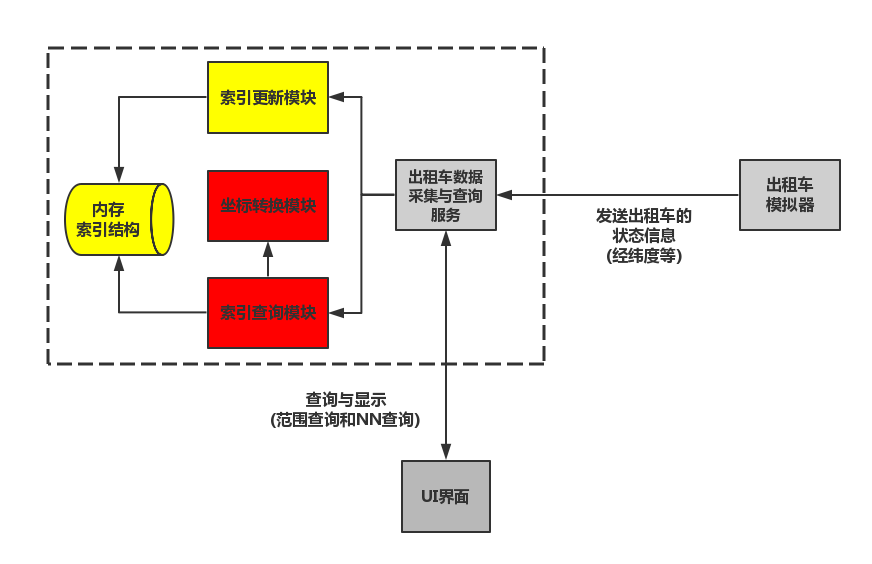 索引更新模块
内存
索引结构
坐标转换模块
索引查询模块
出租车数据
采集与查询
服务
发送出租车的
状态信息
(经纬度等)
出租车
模拟器
查询与显示
(范围查询和NN查询)
UI界面